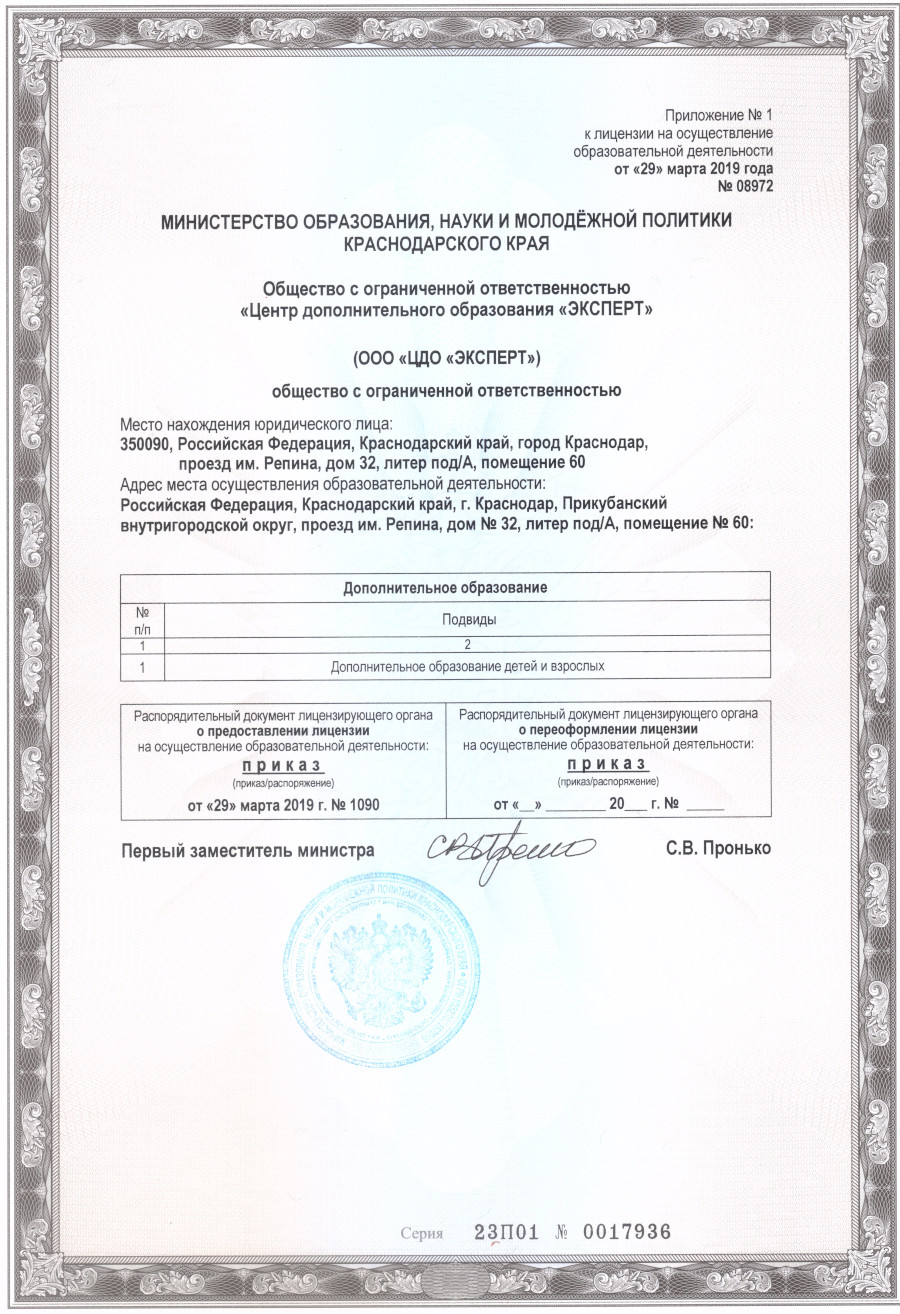 Приложение № 1
к лицензии на осуществление
образовательной деятельности
от «29» марта 2019 года
№ 08972
МИНИСТЕРСТВО ОБРАЗОВАНИЯ, НАУКИ И МОЛОДЁЖНОЙ ПОЛИТИКИ
КРАСНОДАРСКОГО КРАЯ
Общество с ограниченной ответственностью
«Центр дополнительного образования «ЭКСПЕРТ»
(ООО «ЦДО «ЭКСПЕРТ»)
общество с ограниченной ответственностью
Место нахождения юридического лица:
350090, Российская Федерация, Краснодарский край, город Краснодар,
проезд им. Репина, дом 32, литер под/А, помещение 60
Адрес места осуществления образовательной деятельности:
Российская Федерация, Краснодарский край, г. Краснодар, Прикубанский
внутригородской округ, проезд им. Репина, дом № 32, литер под/А, помещение № 60:
Дополнительное образование
№ п/п Подвиды
1 2
1 Дополнительное образование детей и взрослых
Распорядительный документ лицензирующего органа
о предоставлении лицензии
на осуществление образовательной деятельности:
приказ
(приказ/распоряжение)
от «29» марта 2019 г. № 1090
Распорядительный документ лицензирующего органа
о переоформлении лицензии
на осуществление образовательной деятельности:
приказ
(приказ/распоряжение)
от «__» ________ 20___ г. № _____
Первый заместитель министра С.В. Пронько
Серия 23П01 № 0017936